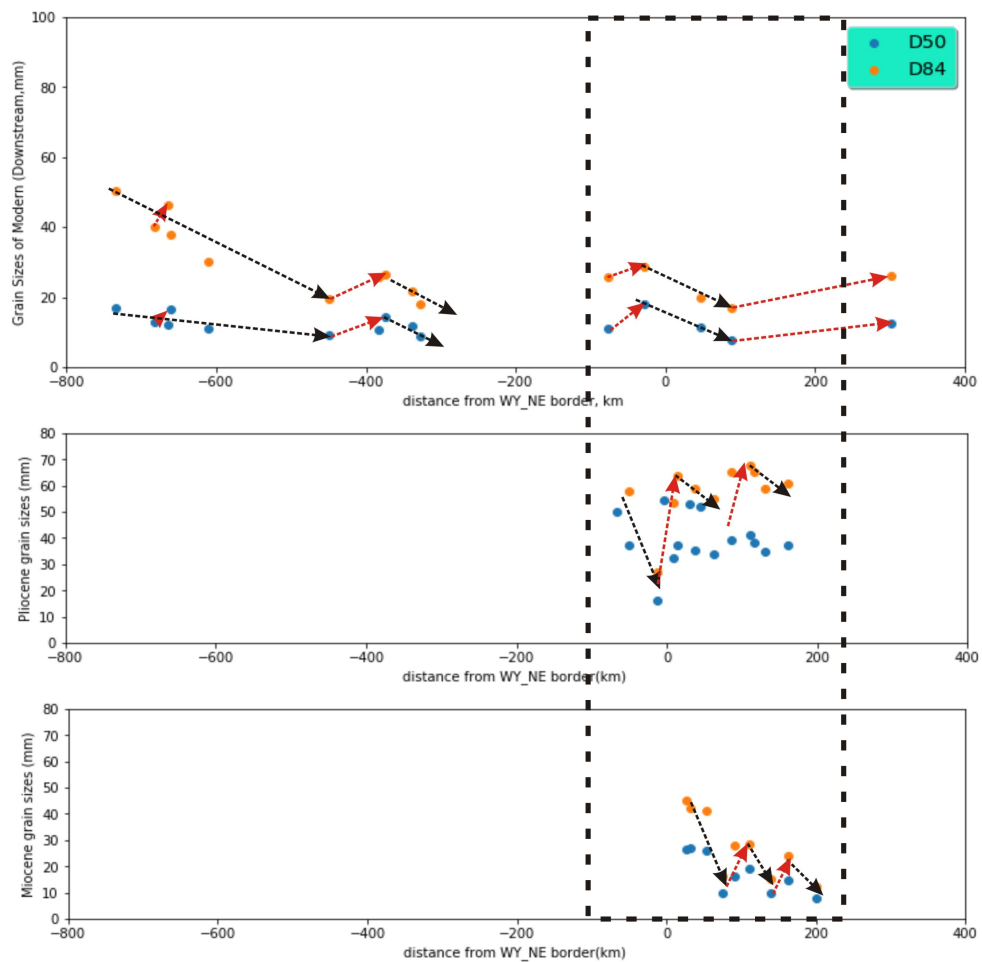 100
80
60
40
20
0
Grain Sizes of Modern (Downstream,mm)
D50
D84
−800 −600 −400 −200 0 200 400
distance from WY_NE border, km
80
70
60
50
40
30
20
10
0
Pliocene grain sizes (mm)
−800 −600 −400 −200 0 200 400
distance from WY_NE border(km)
80
70
60
50
40
30
20
10
0
Miocene grain sizes (mm)
−800 −600 −400 −200 0 200 400
distance from WY_NE border(km)